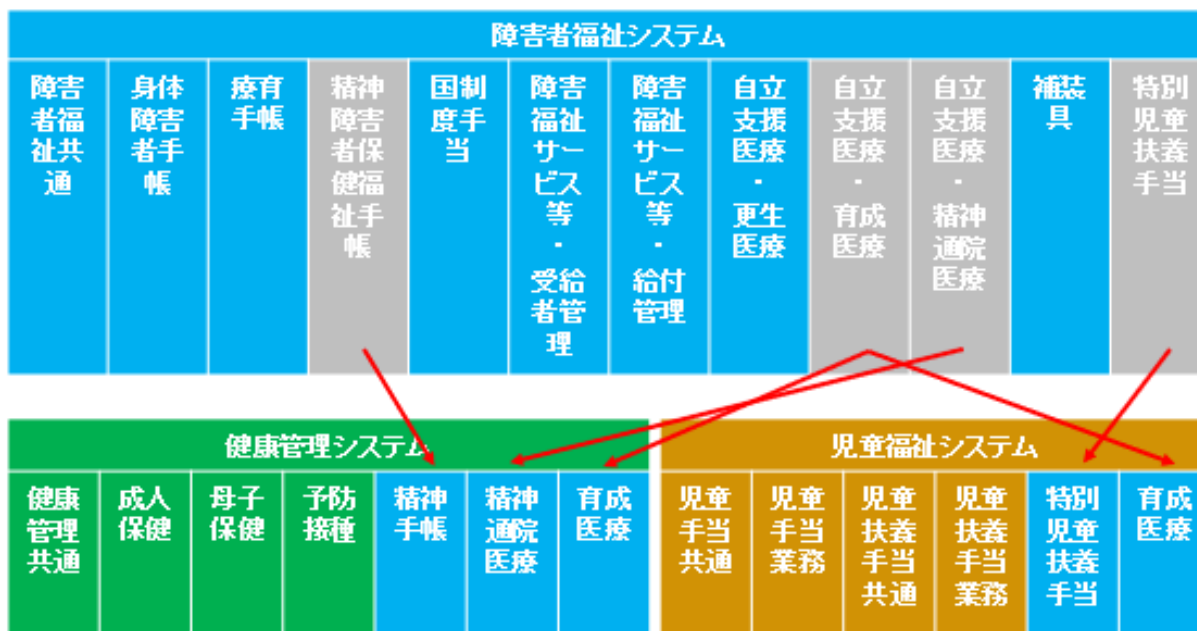 障害者福祉システム
障害
者福
祉共
通
身体
障害
者手
帳
療育
手帳
精神
障害
者保
健福
祉手
帳
国制
度手
当
障害
福祉
サー
ビス
等
・
受給
者管
理
障害
福祉
サー
ビス
等
・
給付
管理
自立
支援
医療
・
更生
医療
自立
支援
医療
・
育成
医療
自立
支援
医療
・
精神
通院
医療
補装
具
特別
児童
扶養
手当
健康管理システム
健康
管理
共通
成人
保健
母子
保健
予防
接種
精神
手帳
精神
通院
医療
育成
医療
児童福祉システム
児童
手当
共通
児童
手当
業務
児童
扶養
手当
共通
児童
扶養
手当
業務
特別
児童
扶養
手当
育成
医療